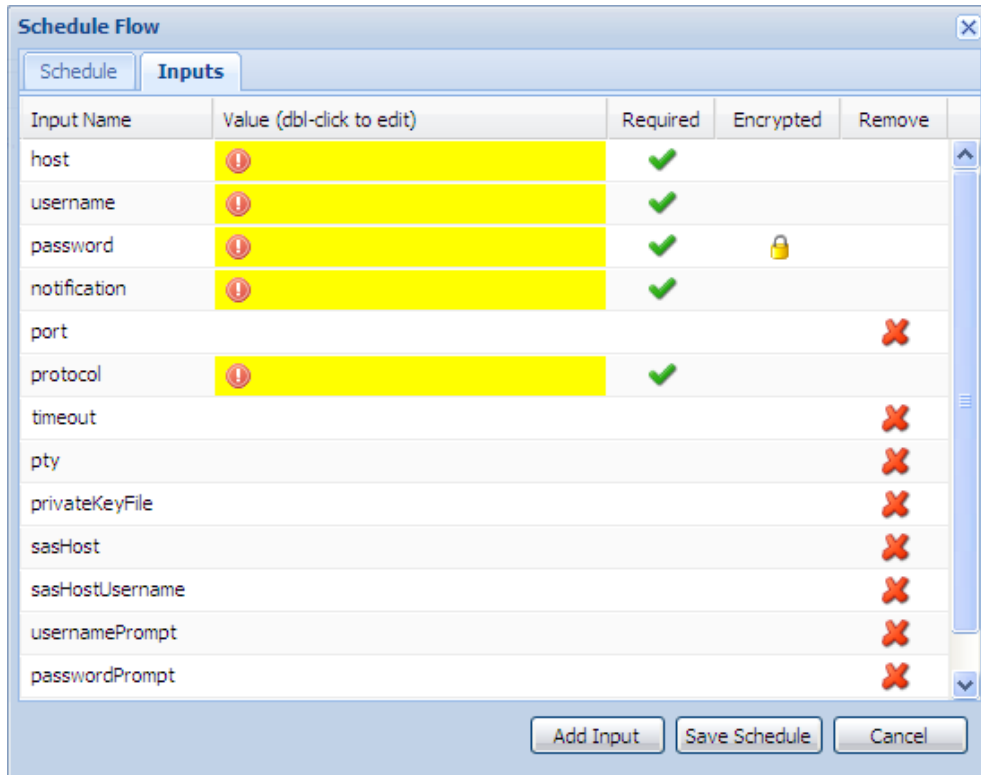 Schedule Flow
Schedule Inputs
Input Name Value (dbl-click to edit) Required Encrypted Remove
host
username
password
notification
port
protocol
timeout
pty
privateKeyFile
sasHost
sasHostUsername
usernamePrompt
passwordPrompt
Add Input Save Schedule Cancel